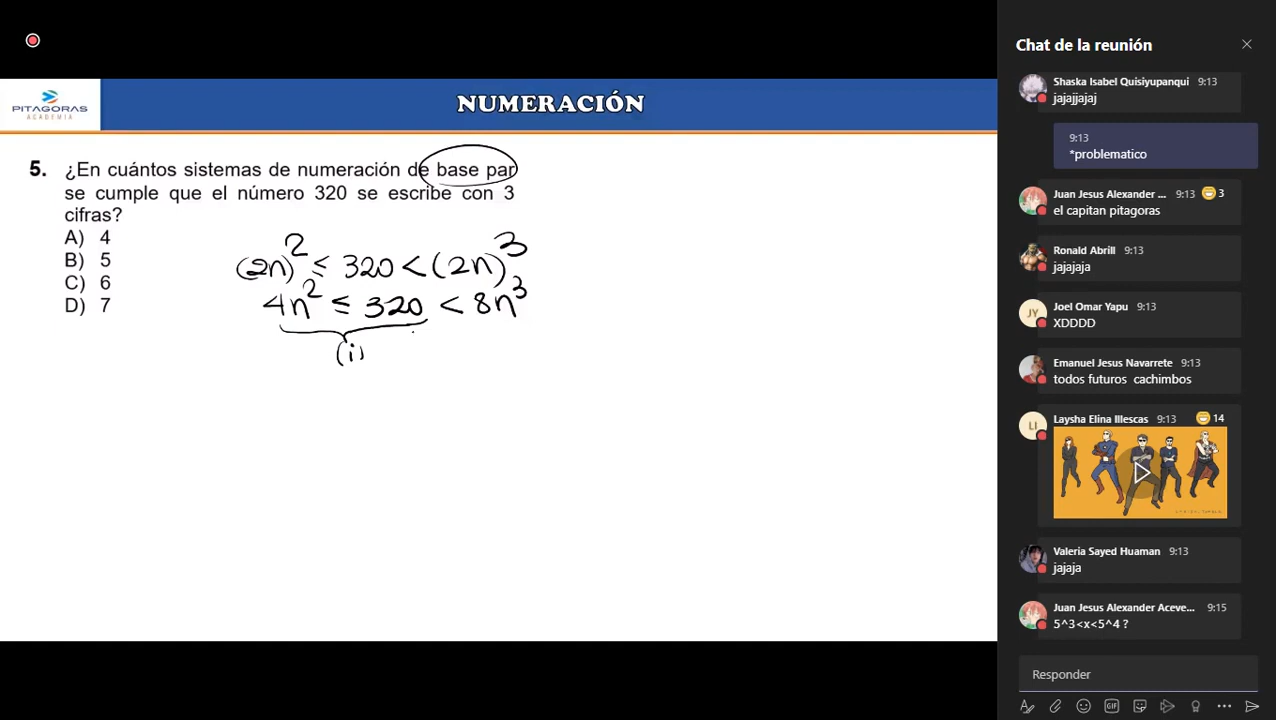 Chat de la reunión
PITAGORAS
ACADEMIA
NUMERACIÓN
5. ¿En cuántos sistemas de numeración de base par
se cumple que el número 320 se escribe con 3
cifras?
A) 4
B) 5
C) 6
D) 7
(2n)² ≤ 320 < (2n)³
4n² ≤ 320 < 8n³
(i)
Shaska Isabel Quisiyupanqui 9:13
jajajjajaj
9:13
*problematico
Juan Jesus Alexander ... 9:13 3
el capitan pitagoras
Ronald Abrill 9:13
jajajaja
JY
Joel Omar Yapu 9:13
XDDDD
Emanuel Jesus Navarrete 9:13
todos futuros cachimbos
LI
Laysha Elina Illescas 9:13 14
Valeria Sayed Huaman 9:13
jajaja
Juan Jesus Alexander Aceve... 9:15
5^3<x<5^4 ?
Responder
GIF